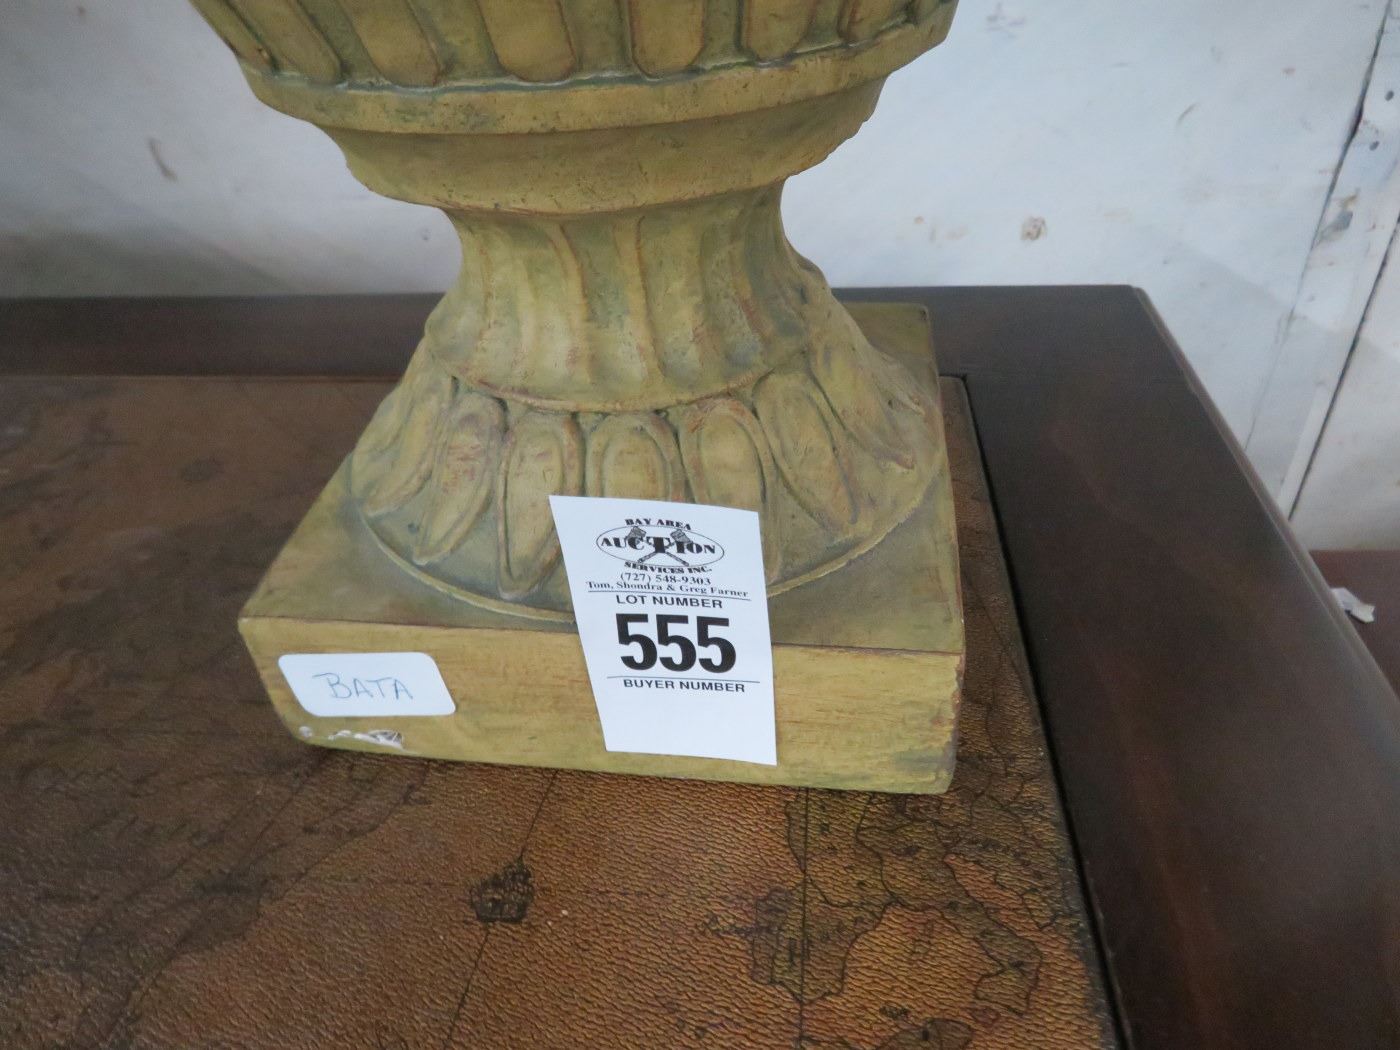 BAY AREA
AUCTION
SERVICES INC.
(727) 548-9303
Tom, Shondra & Greg Farner
LOT NUMBER
555
BUYER NUMBER
BATA